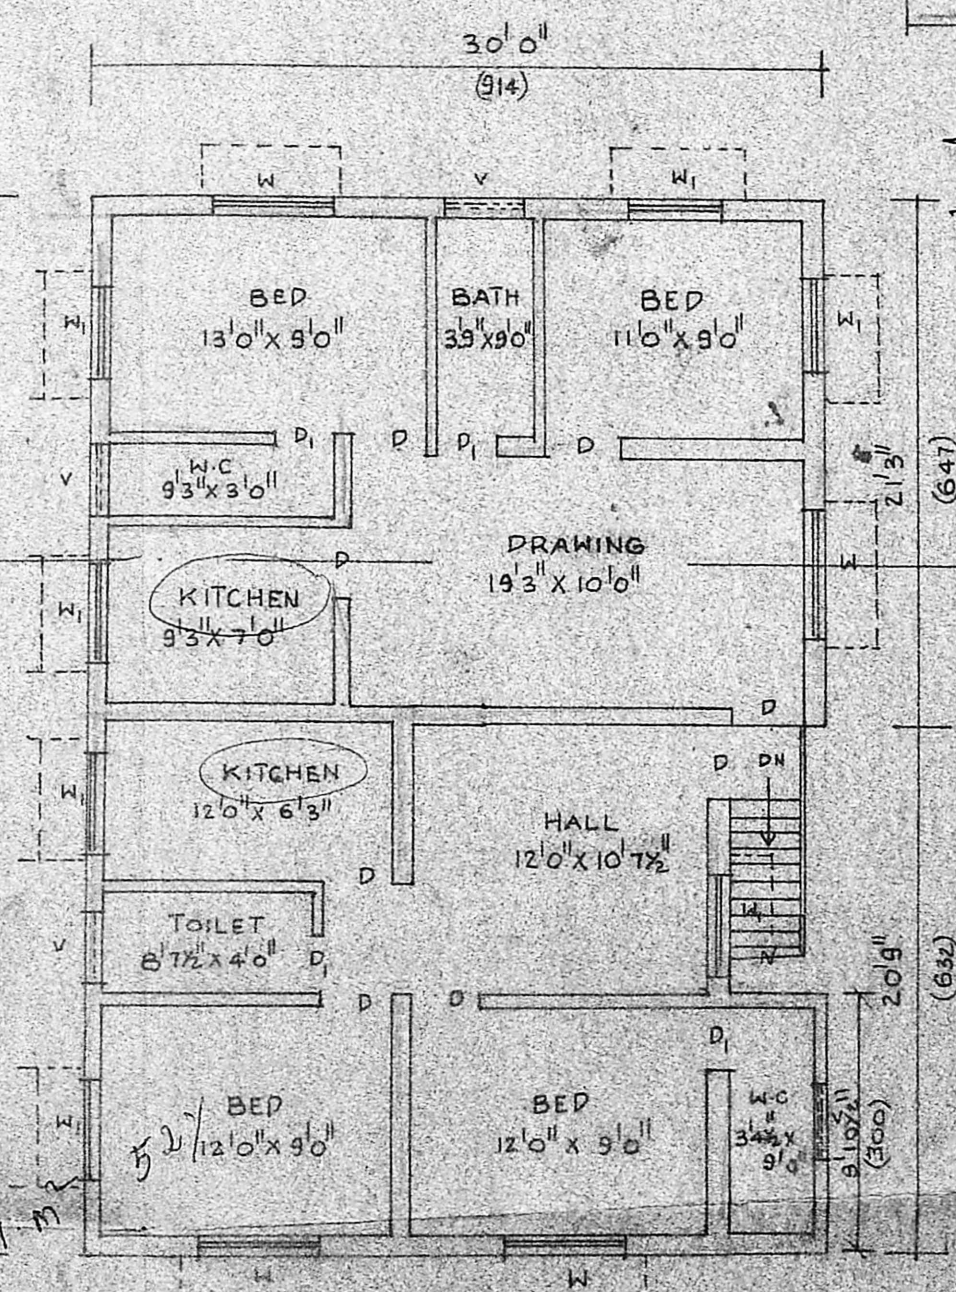 30'0"
(914)
W
V
W1
BED
13'0" X 9'0"
BATH
3'9" X 9'0"
BED
11'0" X 9'0"
W1
W1
D1
D
D1
D
V
W.C
9'3" X 3'0"
21'3"
(647)
D
DRAWING
19'3" X 10'0"
W
W1
KITCHEN
9'3" X 7'0"
D
D
DN
W1
KITCHEN
12'0" X 6'3"
HALL
12'0" X 10'7½"
D
W1
V
TOILET
8'7½" X 4'0"
D1
20'9"
(632)
D
D
D1
W1
BED
12'0" X 9'0"
BED
12'0" X 9'0"
W.C
3'4½" X
9'0"
9'10½"
(300)
W
W